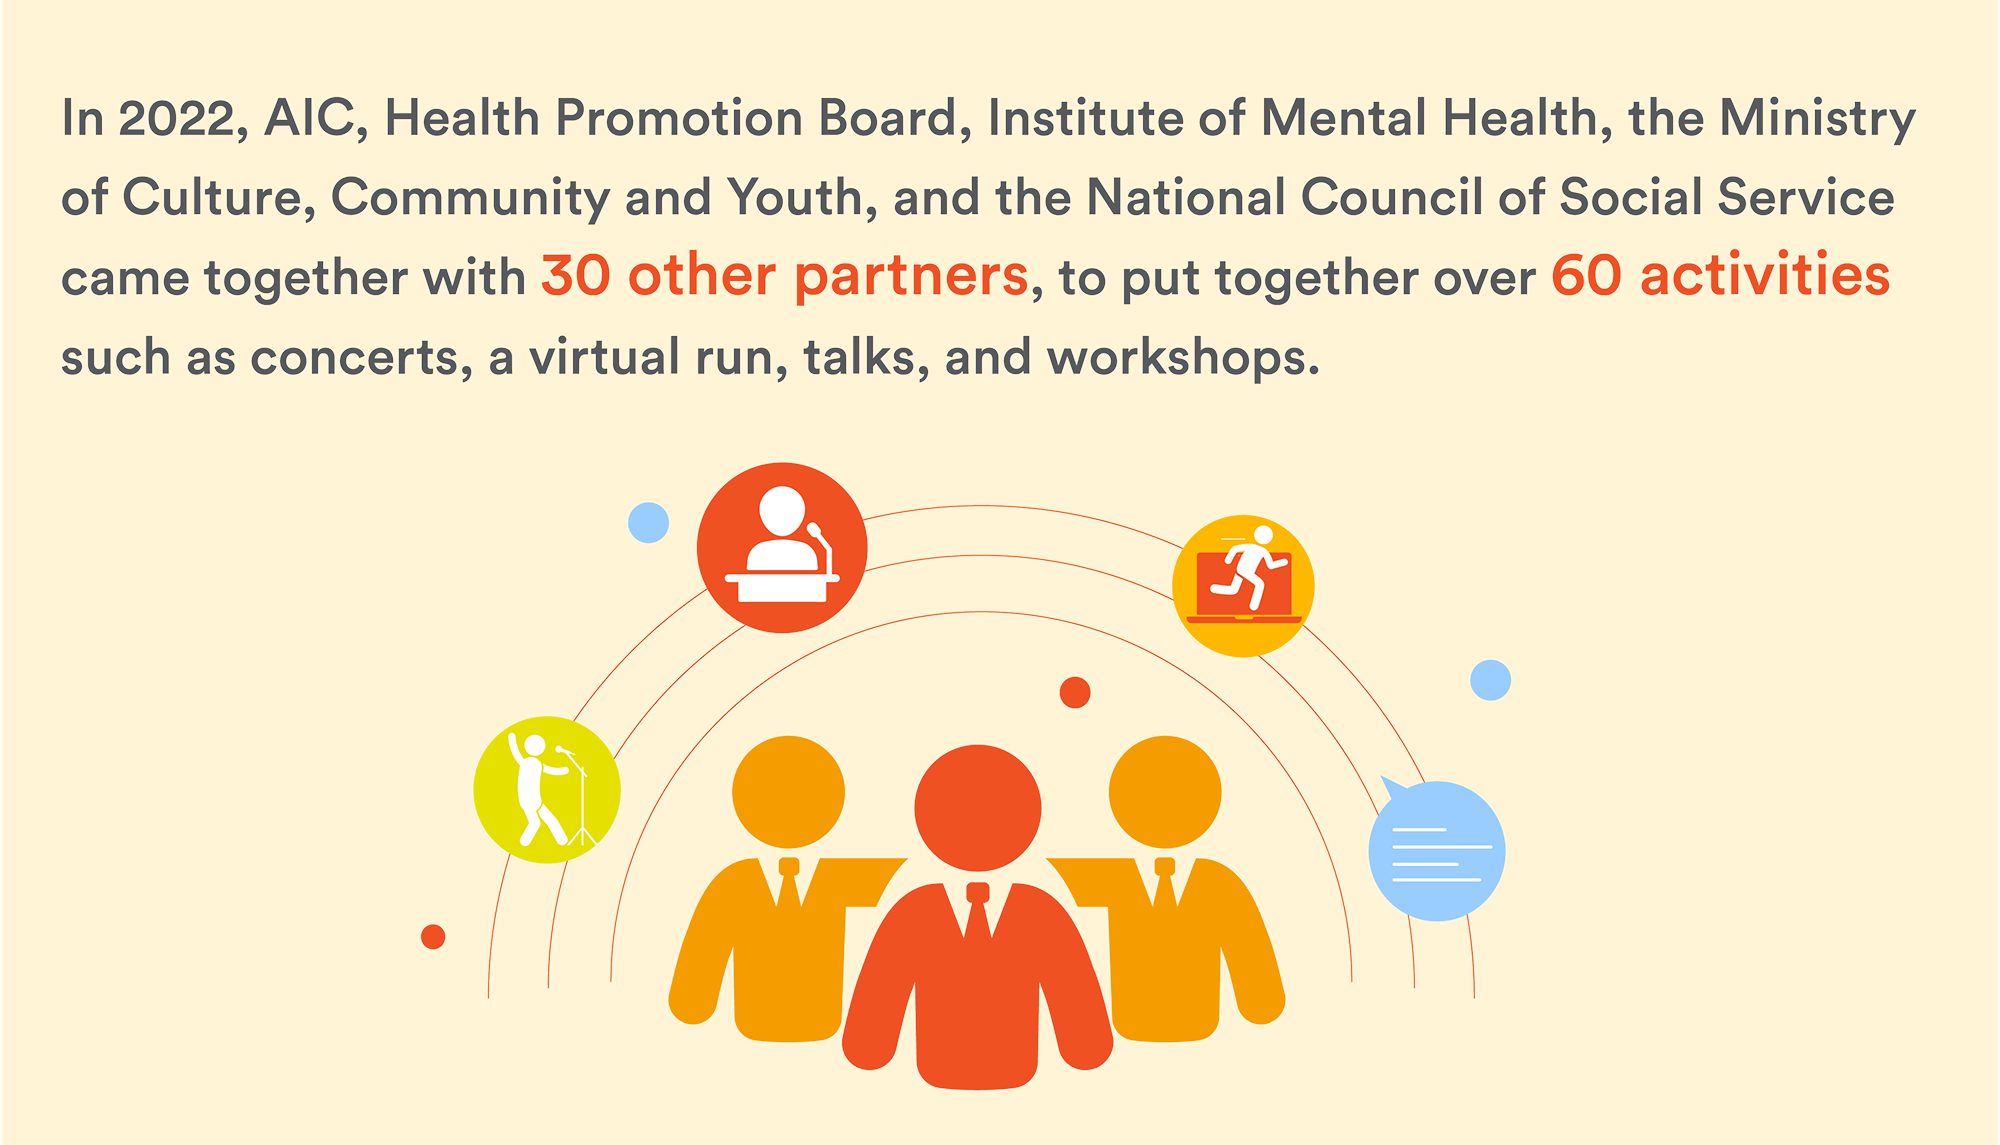 In 2022, AIC, Health Promotion Board, Institute of Mental Health, the Ministry
of Culture, Community and Youth, and the National Council of Social Service
came together with 30 other partners, to put together over 60 activities
such as concerts, a virtual run, talks, and workshops.